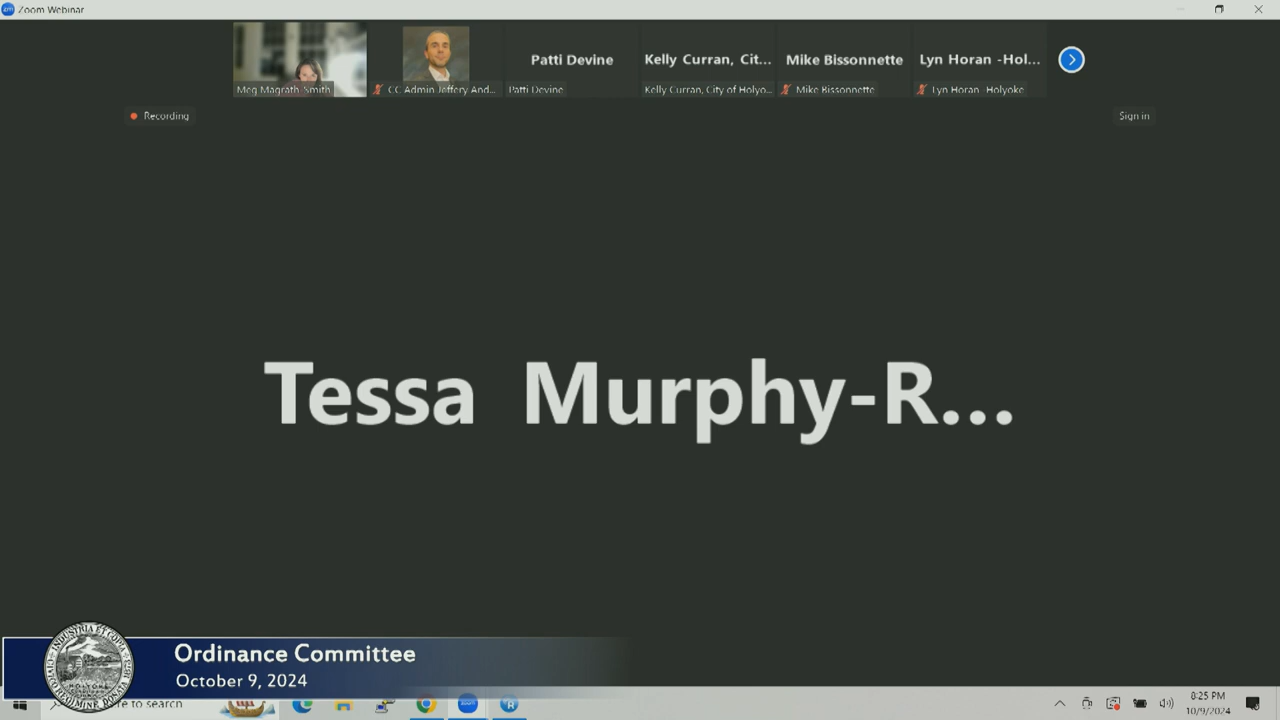 Zoom Webinar
Patti Devine
Kelly Curran, Cit...
Mike Bissonnette
Lyn Horan -Hol...
Meg Magrath-Smith
CC Admin Jeffery And...
Patti Devine
Kelly Curran, City of Holyo...
Mike Bissonnette
Lyn Horan -Holyoke
Recording
Sign in
Tessa Murphy-R...
Ordinance Committee
October 9, 2024
to search
8:25 PM
10/9/2024